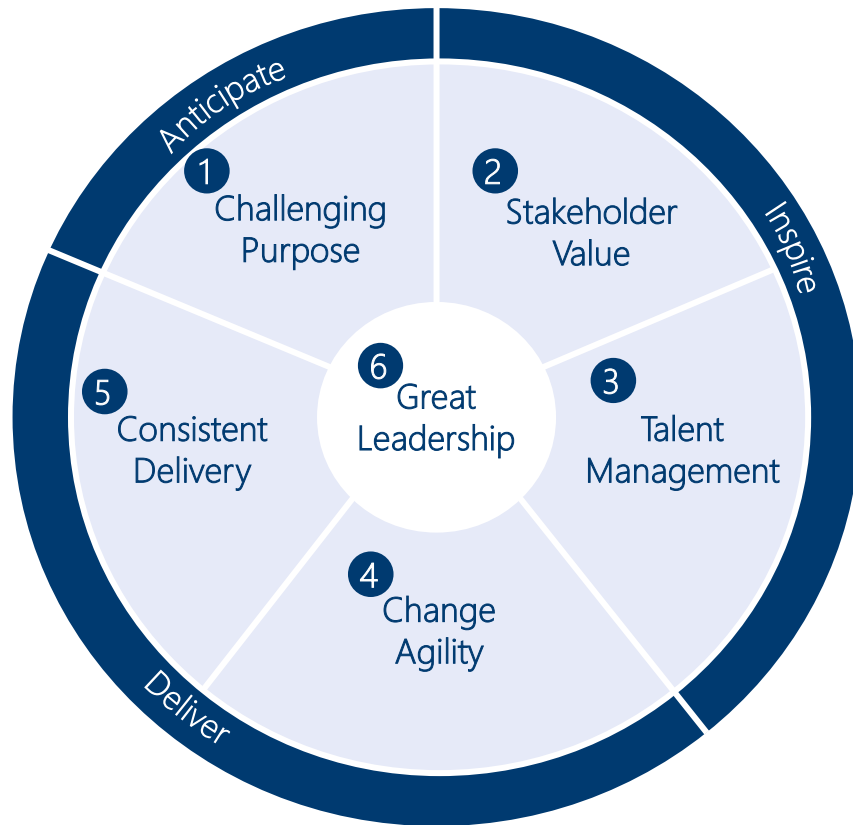 Anticipate
1
Challenging
Purpose
2
Stakeholder
Value
Inspire
6
Great
Leadership
3
Talent
Management
5
Consistent
Delivery
4
Change
Agility
Deliver